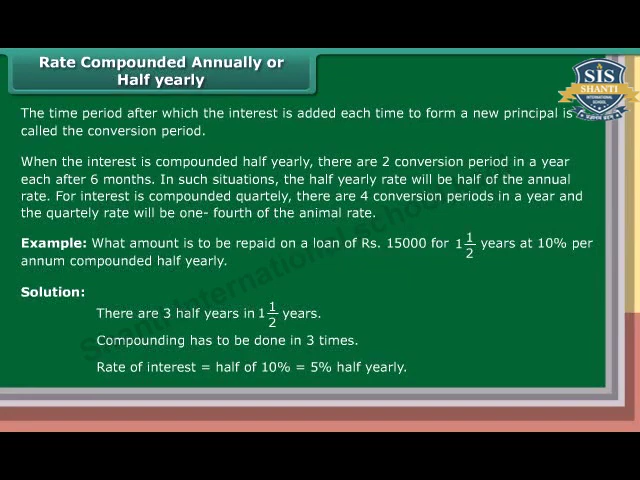 Rate Compounded Annually or
Half yearly
SIS
SHANTI
INTERNATIONAL
SCHOOL
The time period after which the interest is added each time to form a new principal is
called the conversion period.
When the interest is compounded half yearly, there are 2 conversion period in a year
each after 6 months. In such situations, the half yearly rate will be half of the annual
rate. For interest is compounded quartely, there are 4 conversion periods in a year and
the quartely rate will be one- fourth of the animal rate.
Example: What amount is to be repaid on a loan of Rs. 15000 for 1 1/2 years at 10% per
annum compounded half yearly.
Solution:
There are 3 half years in 1 1/2 years.
Compounding has to be done in 3 times.
Rate of interest = half of 10% = 5% half yearly.
Shanti International school